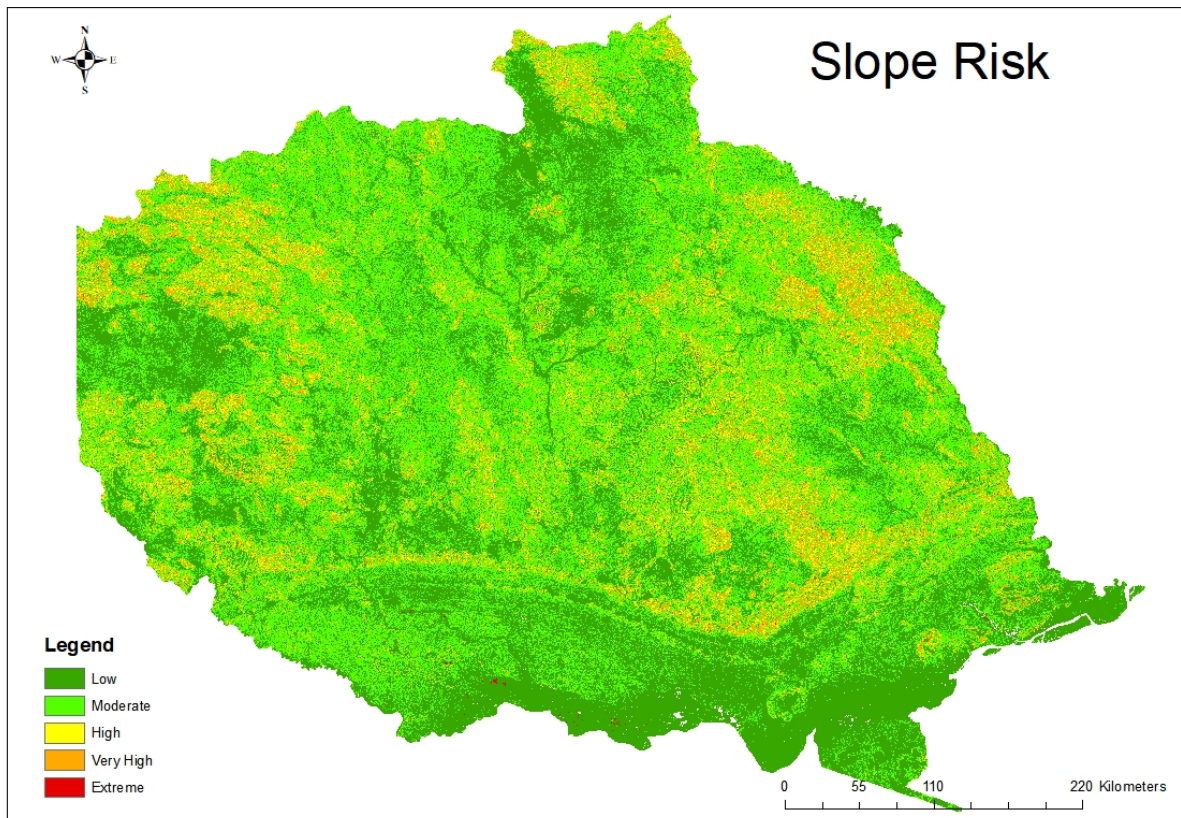 N
W E
S
Slope Risk
Legend
Low
Moderate
High
Very High
Extreme
0 55 110 220 Kilometers